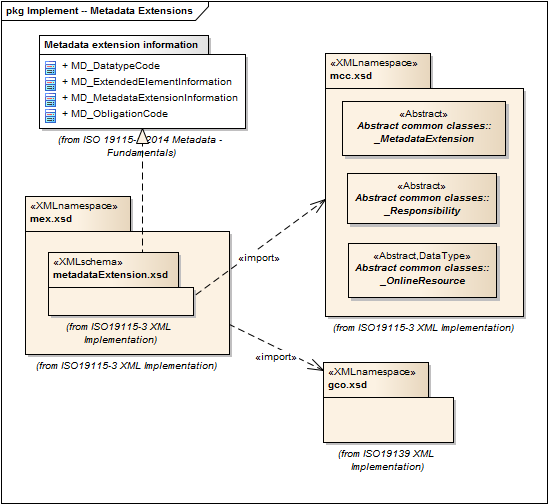 pkg Implement -- Metadata Extensions
Metadata extension information
+ MD_DatatypeCode
+ MD_ExtendedElementInformation
+ MD_MetadataExtensionInformation
+ MD_ObligationCode
(from ISO 19115- 2014 Metadata -
Fundamentals)
«XMLnamespace»
mcc.xsd
«Abstract»
Abstract common classes::
_MetadataExtension
«Abstract»
Abstract common classes::
_Responsibility
«Abstract,DataType»
Abstract common classes::
_OnlineResource
(from ISO19115-3 XML Implementation)
«XMLnamespace»
mex.xsd
«XMLschema»
metadataExtension.xsd
(from ISO19115-3 XML
Implementation)
(from ISO19115-3 XML Implementation)
«import»
«import»
«XMLnamespace»
gco.xsd
(from ISO19139 XML
Implementation)